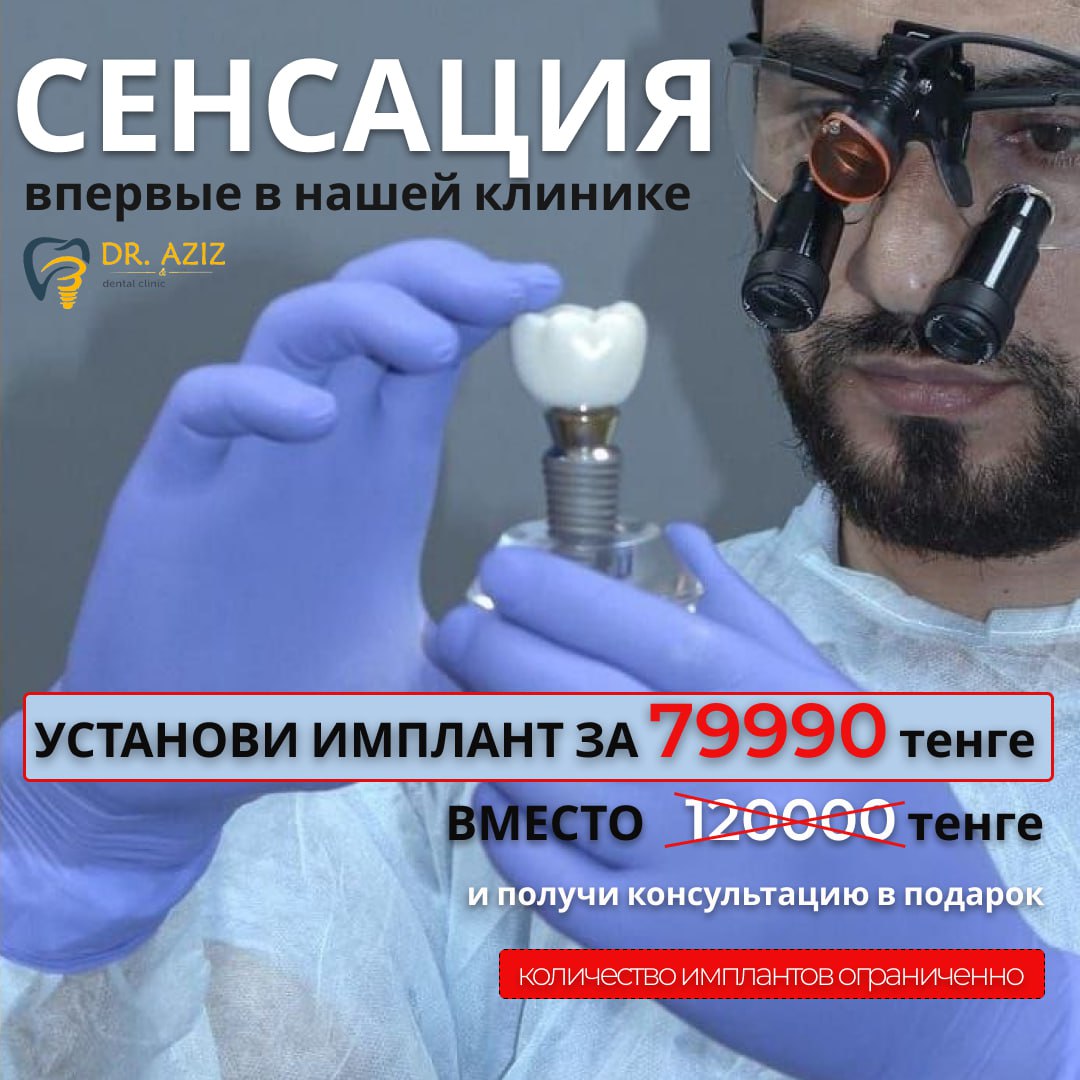 СЕНСАЦИЯ
впервые в нашей клинике
DR. AZIZ
&
dental clinic
УСТАНОВИ ИМПЛАНТ ЗА 79990 тенге
ВМЕСТО 120000 тенге
и получи консультацию в подарок
количество имплантов ограниченно